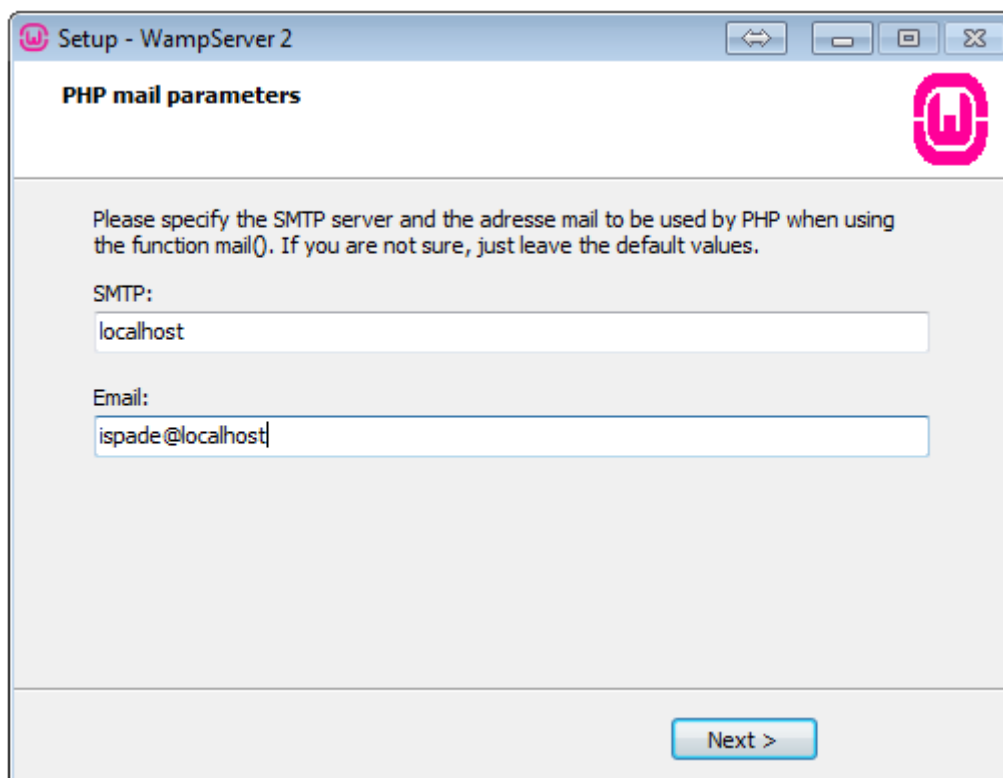 Setup - WampServer 2
PHP mail parameters
Please specify the SMTP server and the adresse mail to be used by PHP when using
the function mail(). If you are not sure, just leave the default values.
SMTP:
localhost
Email:
ispade@localhost
Next >